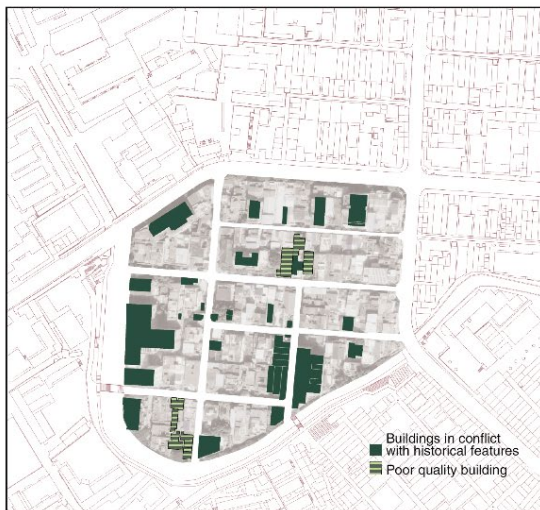 Buildings in conflict
with historical features
Poor quality building